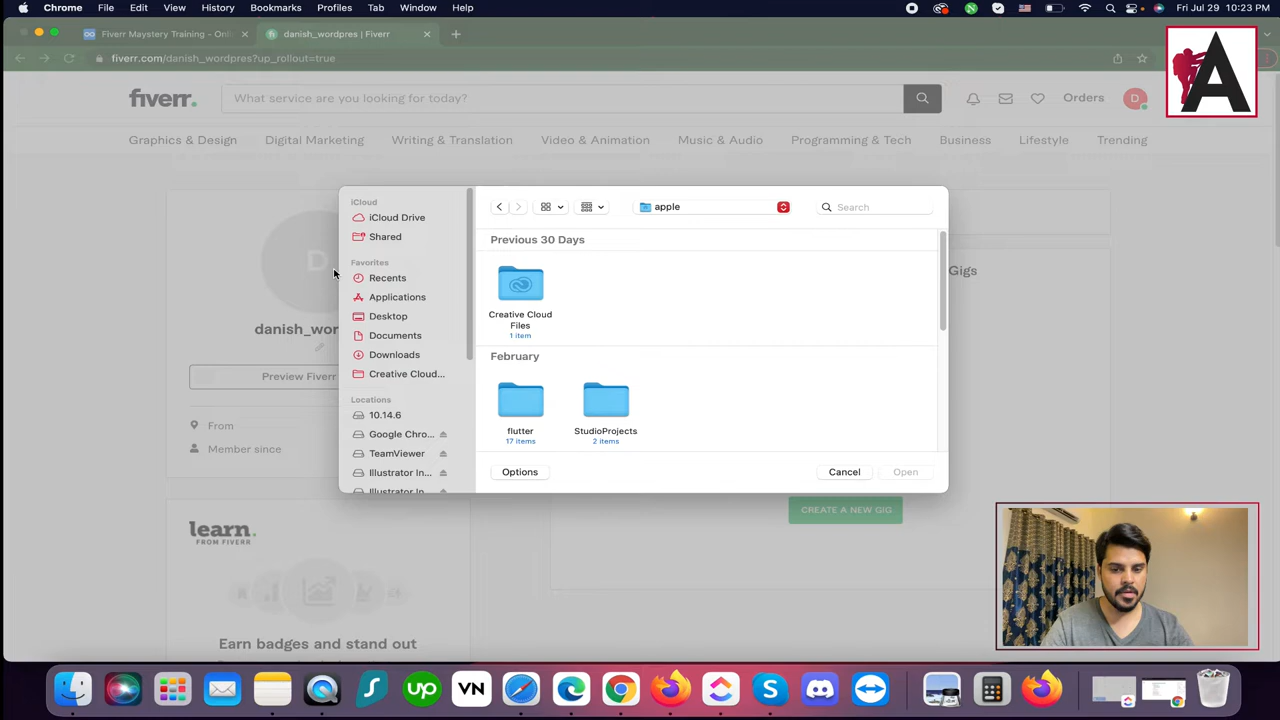 Chrome File Edit View History Bookmarks Profiles Tab Window Help Fri Jul 29 10:23 PM
Fiverr Maystery Training - Onli
danish_wordpres | Fiverr
fiverr.com/danish_wordpres?up_rollout=true
A
fiverr.
What service are you looking for today?
Orders
D
Graphics & Design Digital Marketing Writing & Translation Video & Animation Music & Audio Programming & Tech Business Lifestyle Trending
D
danish_wor
Preview Fiverr
From
Member since
learn.
FROM FIVERR
Earn badges and stand out
Gigs
CREATE A NEW GIG
iCloud
iCloud Drive
Shared
Favorites
Recents
Applications
Desktop
Documents
Downloads
Creative Cloud...
Locations
10.14.6
Google Chro...
TeamViewer
Illustrator In...
Illustrator In...
apple
Search
Previous 30 Days
Creative Cloud
Files
1 item
February
flutter
17 items
StudioProjects
2 items
Options
Cancel
Open
up
VN